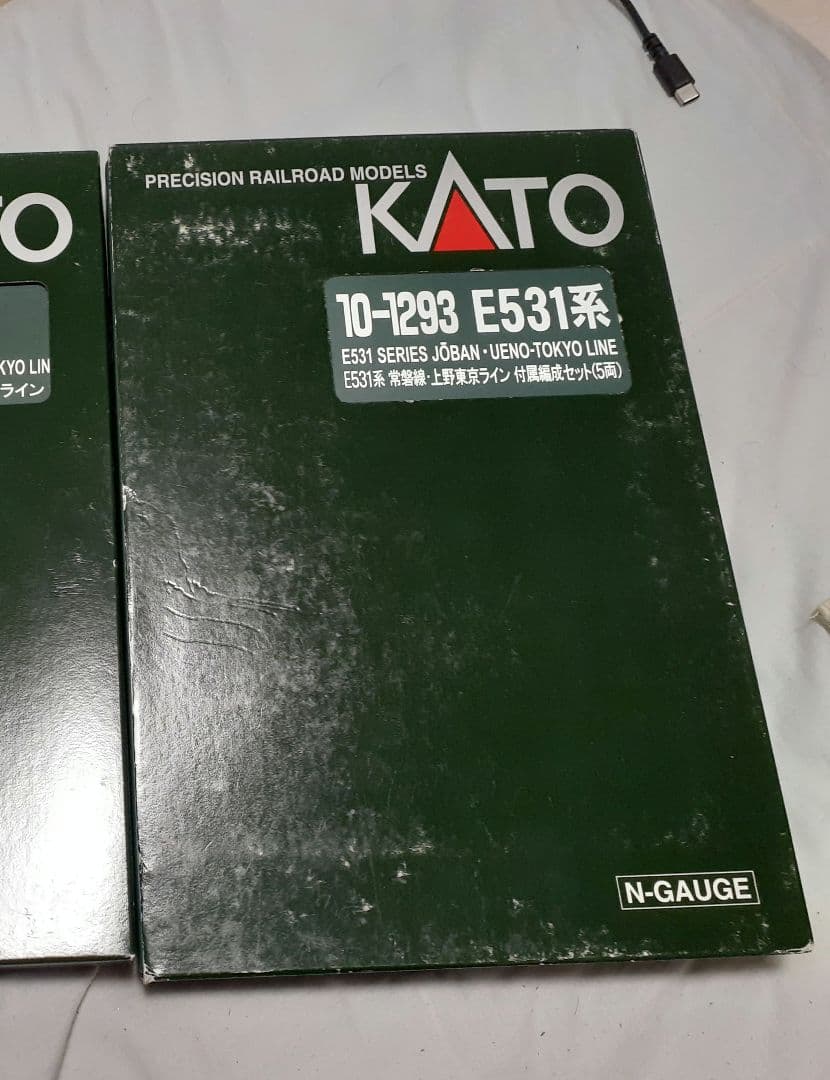 TO
KYO LIN
ライン
PRECISION RAILROAD MODELS
KATO
10-1293 E531系
E531 SERIES JŌBAN・UENO-TOKYO LINE
E531系 常磐線・上野東京ライン 付属編成セット(5両)
N-GAUGE